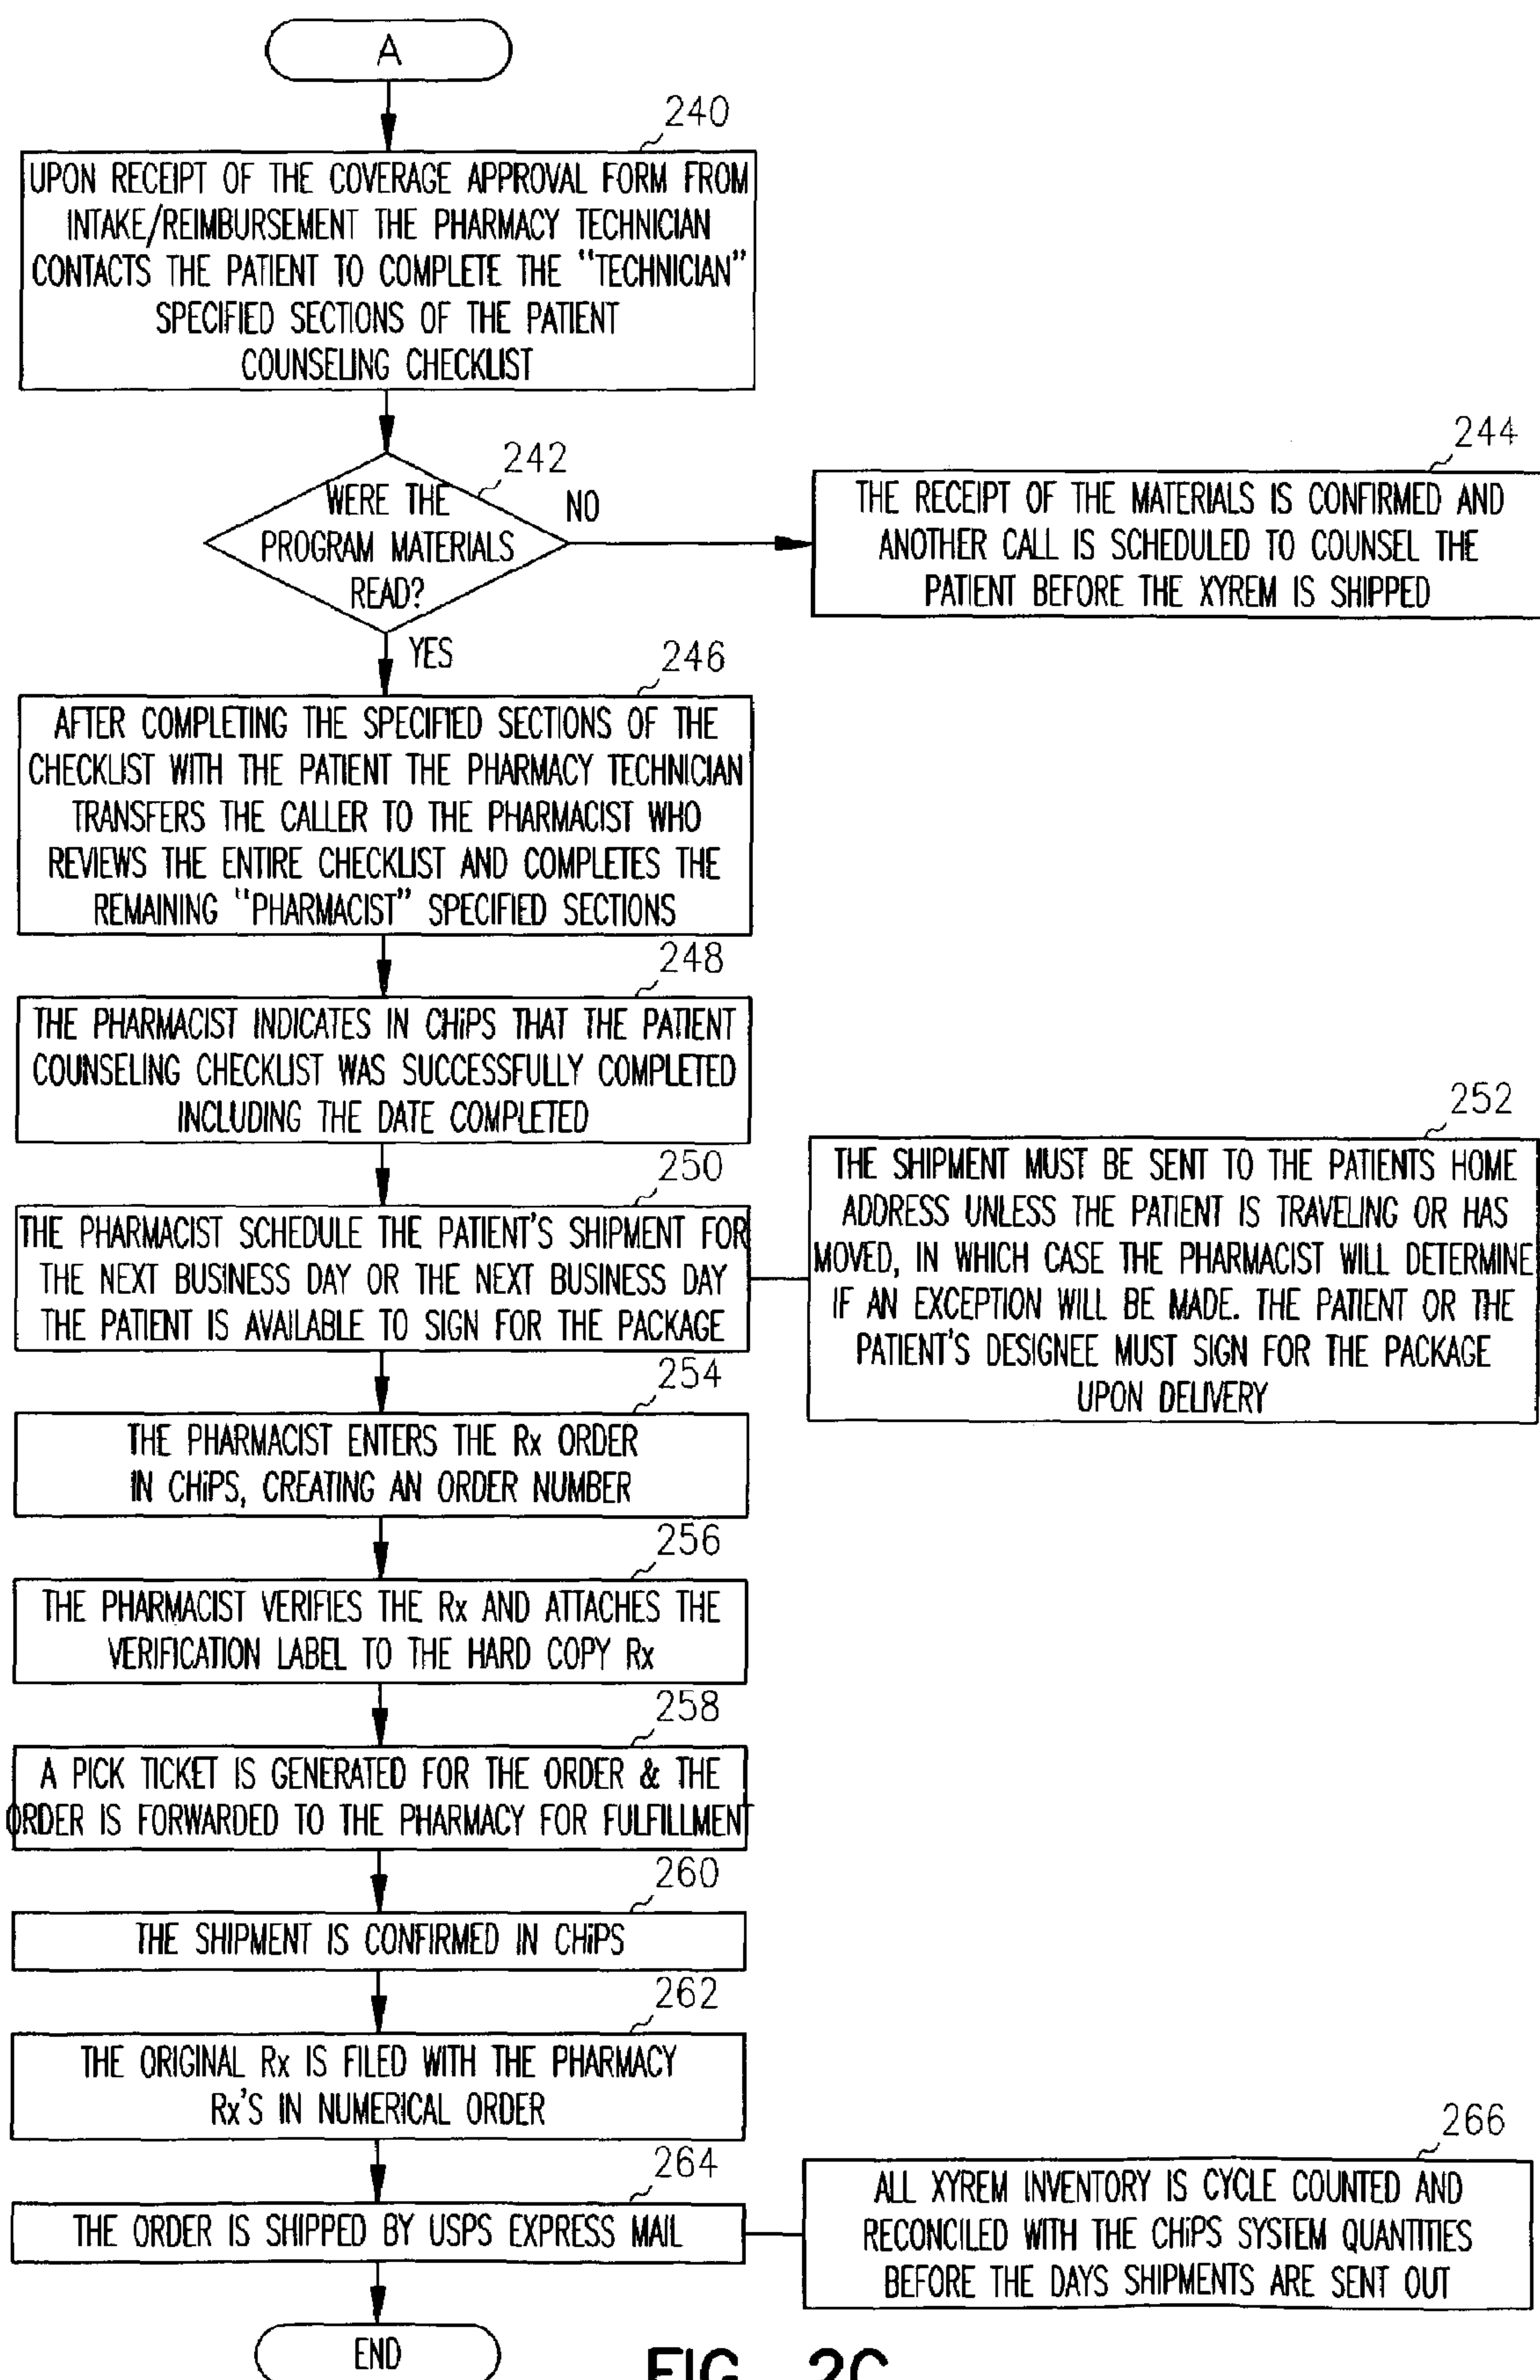 A
240
UPON RECEIPT OF THE COVERAGE APPROVAL FORM FROM
INTAKE/REIMBURSEMENT THE PHARMACY TECHNICIAN
CONTACTS THE PATIENT TO COMPLETE THE "TECHNICIAN"
SPECIFIED SECTIONS OF THE PATIENT
COUNSELING CHECKLIST
242
WERE THE
PROGRAM MATERIALS
READ?
NO
244
THE RECEIPT OF THE MATERIALS IS CONFIRMED AND
ANOTHER CALL IS SCHEDULED TO COUNSEL THE
PATIENT BEFORE THE XYREM IS SHIPPED
YES
246
AFTER COMPLETING THE SPECIFIED SECTIONS OF THE
CHECKLIST WITH THE PATIENT THE PHARMACY TECHNICIAN
TRANSFERS THE CALLER TO THE PHARMACIST WHO
REVIEWS THE ENTIRE CHECKLIST AND COMPLETES THE
REMAINING "PHARMACIST" SPECIFIED SECTIONS
248
THE PHARMACIST INDICATES IN CHiPS THAT THE PATIENT
COUNSELING CHECKLIST WAS SUCCESSFULLY COMPLETED
INCLUDING THE DATE COMPLETED
250
THE PHARMACIST SCHEDULE THE PATIENT'S SHIPMENT FOR
THE NEXT BUSINESS DAY OR THE NEXT BUSINESS DAY
THE PATIENT IS AVAILABLE TO SIGN FOR THE PACKAGE
252
THE SHIPMENT MUST BE SENT TO THE PATIENTS HOME
ADDRESS UNLESS THE PATIENT IS TRAVELING OR HAS
MOVED, IN WHICH CASE THE PHARMACIST WILL DETERMINE
IF AN EXCEPTION WILL BE MADE. THE PATIENT OR THE
PATIENT'S DESIGNEE MUST SIGN FOR THE PACKAGE
UPON DELIVERY
254
THE PHARMACIST ENTERS THE Rx ORDER
IN CHiPS, CREATING AN ORDER NUMBER
256
THE PHARMACIST VERIFIES THE Rx AND ATTACHES THE
VERIFICATION LABEL TO THE HARD COPY Rx
258
A PICK TICKET IS GENERATED FOR THE ORDER & THE
ORDER IS FORWARDED TO THE PHARMACY FOR FULFILLMENT
260
THE SHIPMENT IS CONFIRMED IN CHiPS
262
THE ORIGINAL Rx IS FILED WITH THE PHARMACY
Rx'S IN NUMERICAL ORDER
264
THE ORDER IS SHIPPED BY USPS EXPRESS MAIL
266
ALL XYREM INVENTORY IS CYCLE COUNTED AND
RECONCILED WITH THE CHiPS SYSTEM QUANTITIES
BEFORE THE DAYS SHIPMENTS ARE SENT OUT
END
FIG. 2C